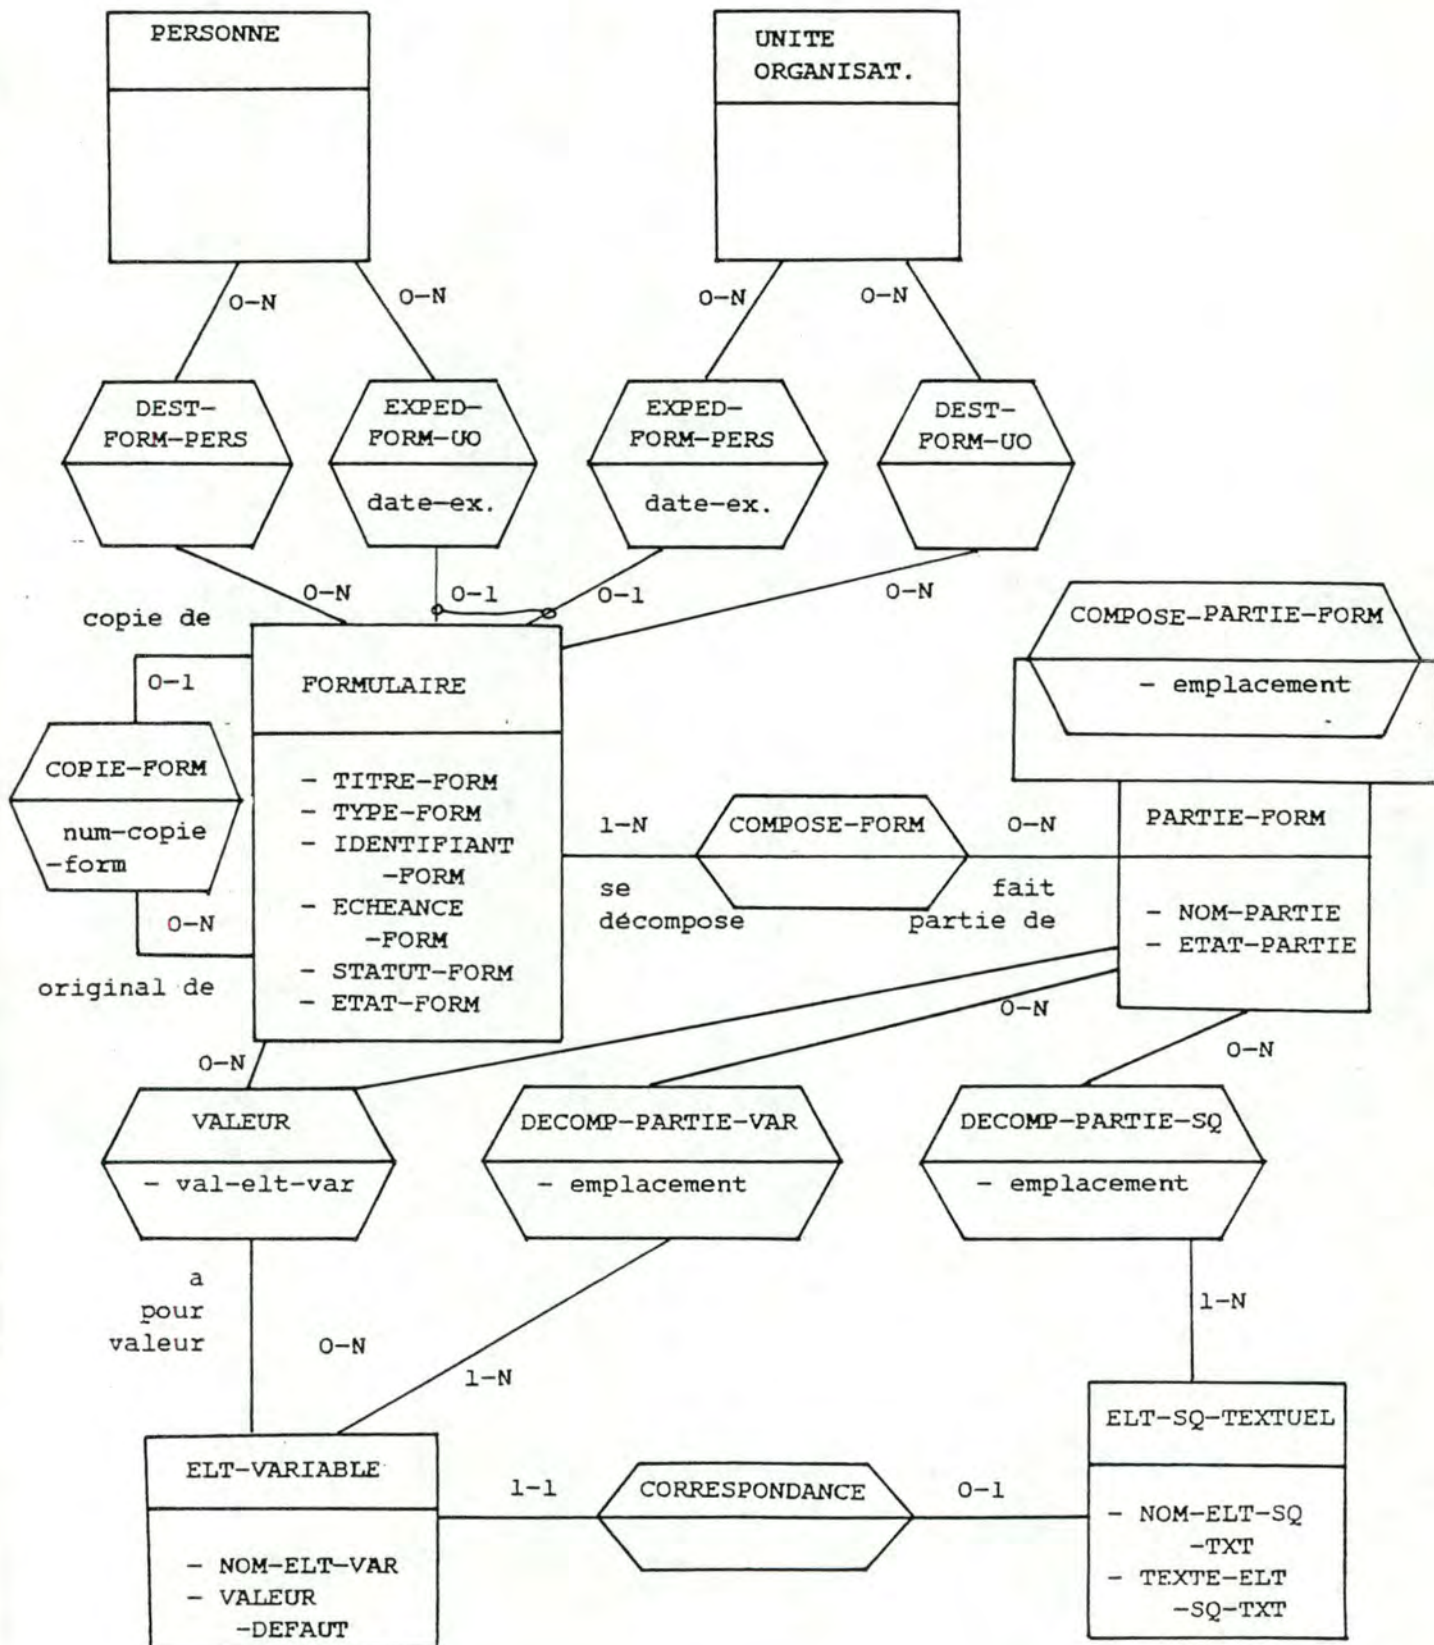 PERSONNE
UNITE
ORGANISAT.
0-N
0-N
0-N
0-N
DEST-
FORM-PERS
EXPED-
FORM-UO
date-ex.
EXPED-
FORM-PERS
date-ex.
DEST-
FORM-UO
0-N
0-1
0-1
0-N
copie de
0-1
COPIE-FORM
num-copie
-form
0-N
original de
FORMULAIRE
- TITRE-FORM
- TYPE-FORM
- IDENTIFIANT
-FORM
- ECHEANCE
-FORM
- STATUT-FORM
- ETAT-FORM
1-N
se
décompose
COMPOSE-FORM
0-N
fait
partie de
COMPOSE-PARTIE-FORM
- emplacement
PARTIE-FORM
- NOM-PARTIE
- ETAT-PARTIE
0-N
0-N
0-N
VALEUR
- val-elt-var
DECOMP-PARTIE-VAR
- emplacement
DECOMP-PARTIE-SQ
- emplacement
a
pour
valeur
0-N
1-N
1-N
ELT-VARIABLE
- NOM-ELT-VAR
- VALEUR
-DEFAUT
1-1
CORRESPONDANCE
0-1
ELT-SQ-TEXTUEL
- NOM-ELT-SQ
-TXT
- TEXTE-ELT
-SQ-TXT